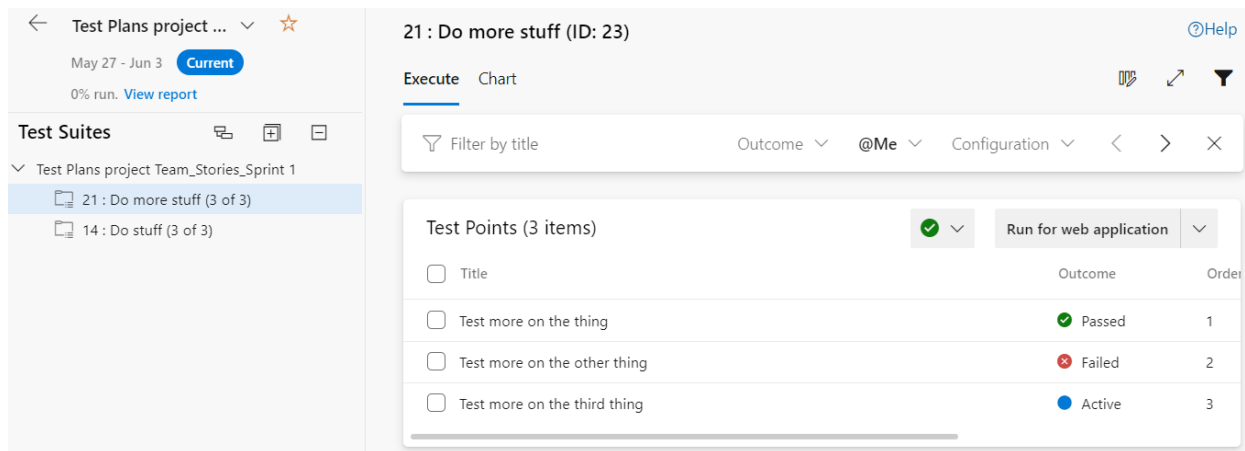 Test Plans project ...
May 27 - Jun 3 Current
0% run. View report
Test Suites
Test Plans project Team_Stories_Sprint 1
21 : Do more stuff (3 of 3)
14 : Do stuff (3 of 3)
21 : Do more stuff (ID: 23)
Help
Execute Chart
Filter by title Outcome @Me Configuration
Test Points (3 items) Run for web application
Title Outcome Order
Test more on the thing Passed 1
Test more on the other thing Failed 2
Test more on the third thing Active 3